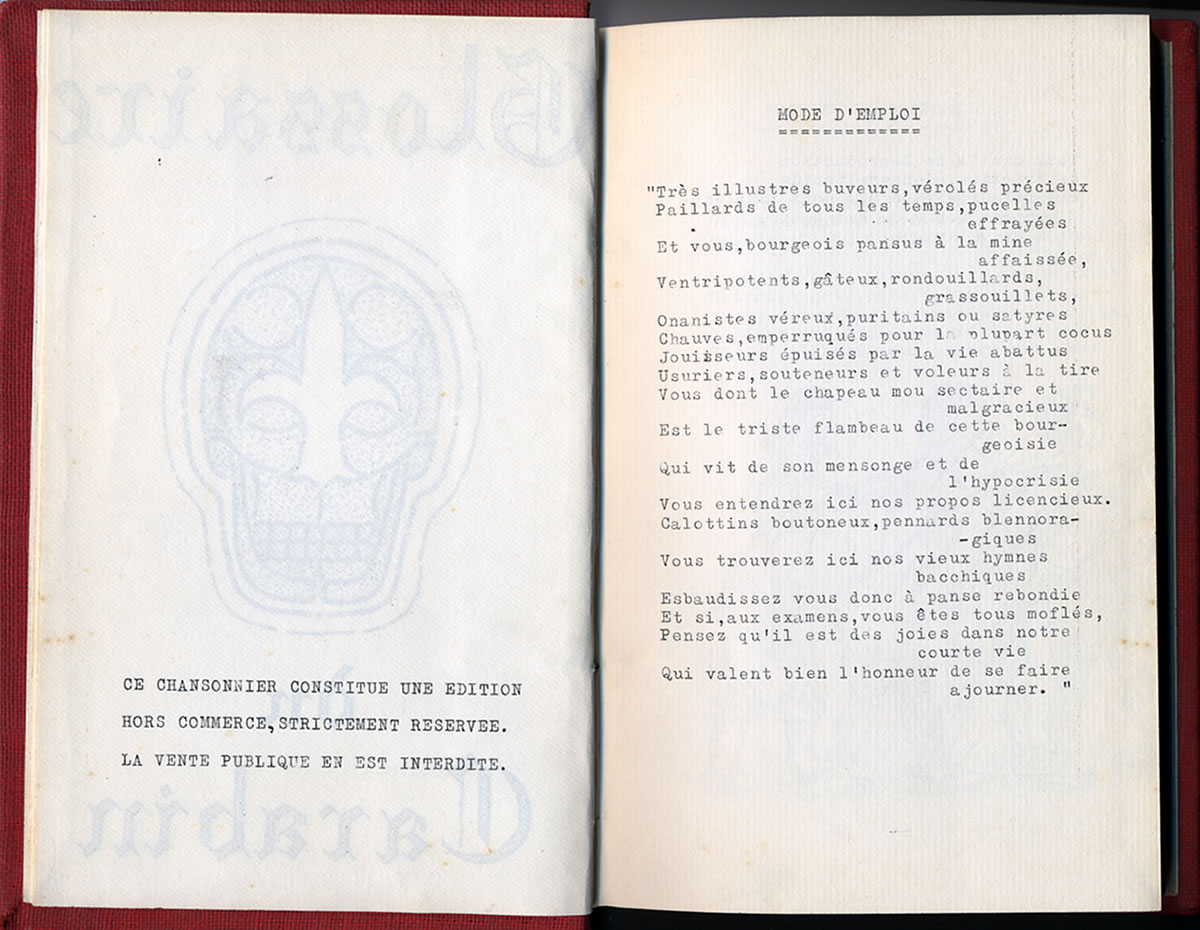 Glossaire
du
Carabin
CE CHANSONNIER CONSTITUE UNE EDITION
HORS COMMERCE,STRICTEMENT RESERVEE.
LA VENTE PUBLIQUE EN EST INTERDITE.
MODE D'EMPLOI
=============
"Très illustres buveurs,vérolés précieux
Paillards de tous les temps,pucelles
effrayées
Et vous,bourgeois pansus à la mine
affaissée,
Ventripotents,gâteux,rondouillards,
grassouillets,
Onanistes véreux,puritains ou satyres
Chauves,emperruqués pour la plupart cocus
Jouisseurs épuisés par la vie abattus
Usuriers,souteneurs et voleurs à la tire
Vous dont le chapeau mou sectaire et
malgracieux
Est le triste flambeau de cette bour-
geoisie
Qui vit de son mensonge et de
l'hypocrisie
Vous entendrez ici nos propos licencieux.
Calottins boutoneux,pennards blennora-
-giques
Vous trouverez ici nos vieux hymnes
bacchiques
Esbaudissez vous donc à panse rebondie
Et si,aux examens,vous êtes tous moflés,
Pensez qu'il est des joies dans notre
courte vie
Qui valent bien l'honneur de se faire
ajourner. "